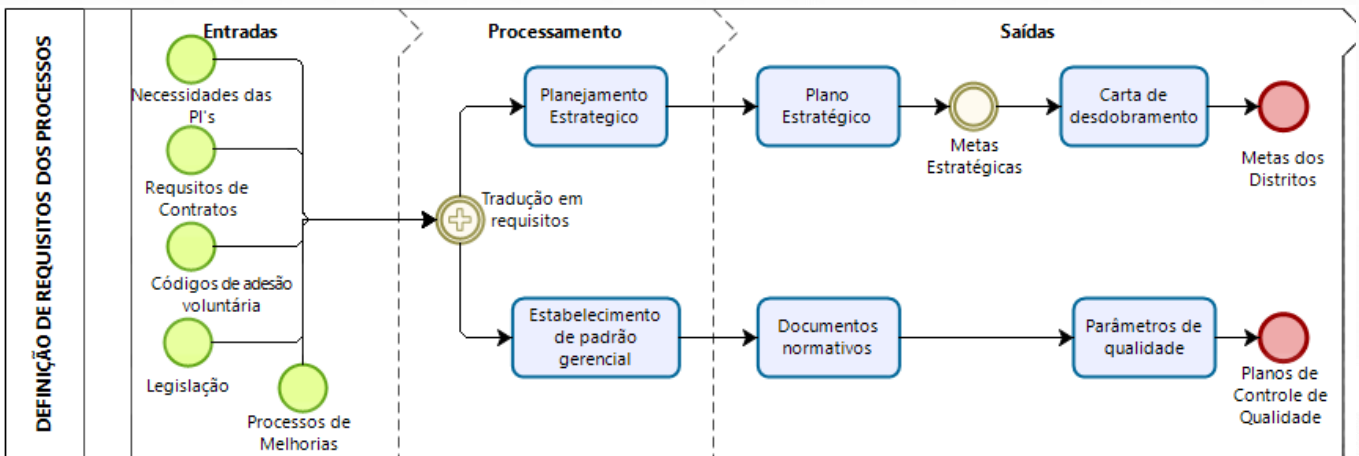 DEFINIÇÃO DE REQUISITOS DOS PROCESSOS
Entradas
Processamento
Saídas
Necessidades das
PI's
Requsitos de
Contratos
Códigos de adesão
voluntária
Legislação
Processos de
Melhorias
Tradução em
requisitos
Planejamento
Estrategico
Estabelecimento
de padrão
gerencial
Plano
Estratégico
Metas
Estratégicas
Carta de
desdobramento
Metas dos
Distritos
Documentos
normativos
Parâmetros de
qualidade
Planos de
Controle de
Qualidade